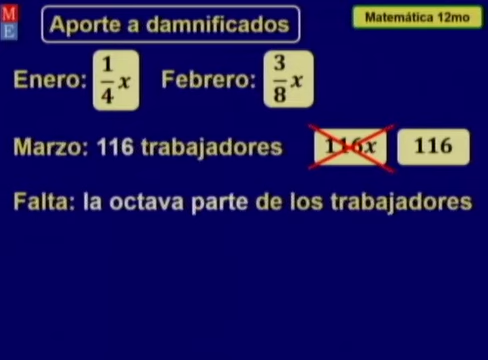 M
E
Aporte a damnificados
Matemática 12mo
Enero: 1/4 x Febrero: 3/8 x
Marzo: 116 trabajadores 116x 116
Falta: la octava parte de los trabajadores